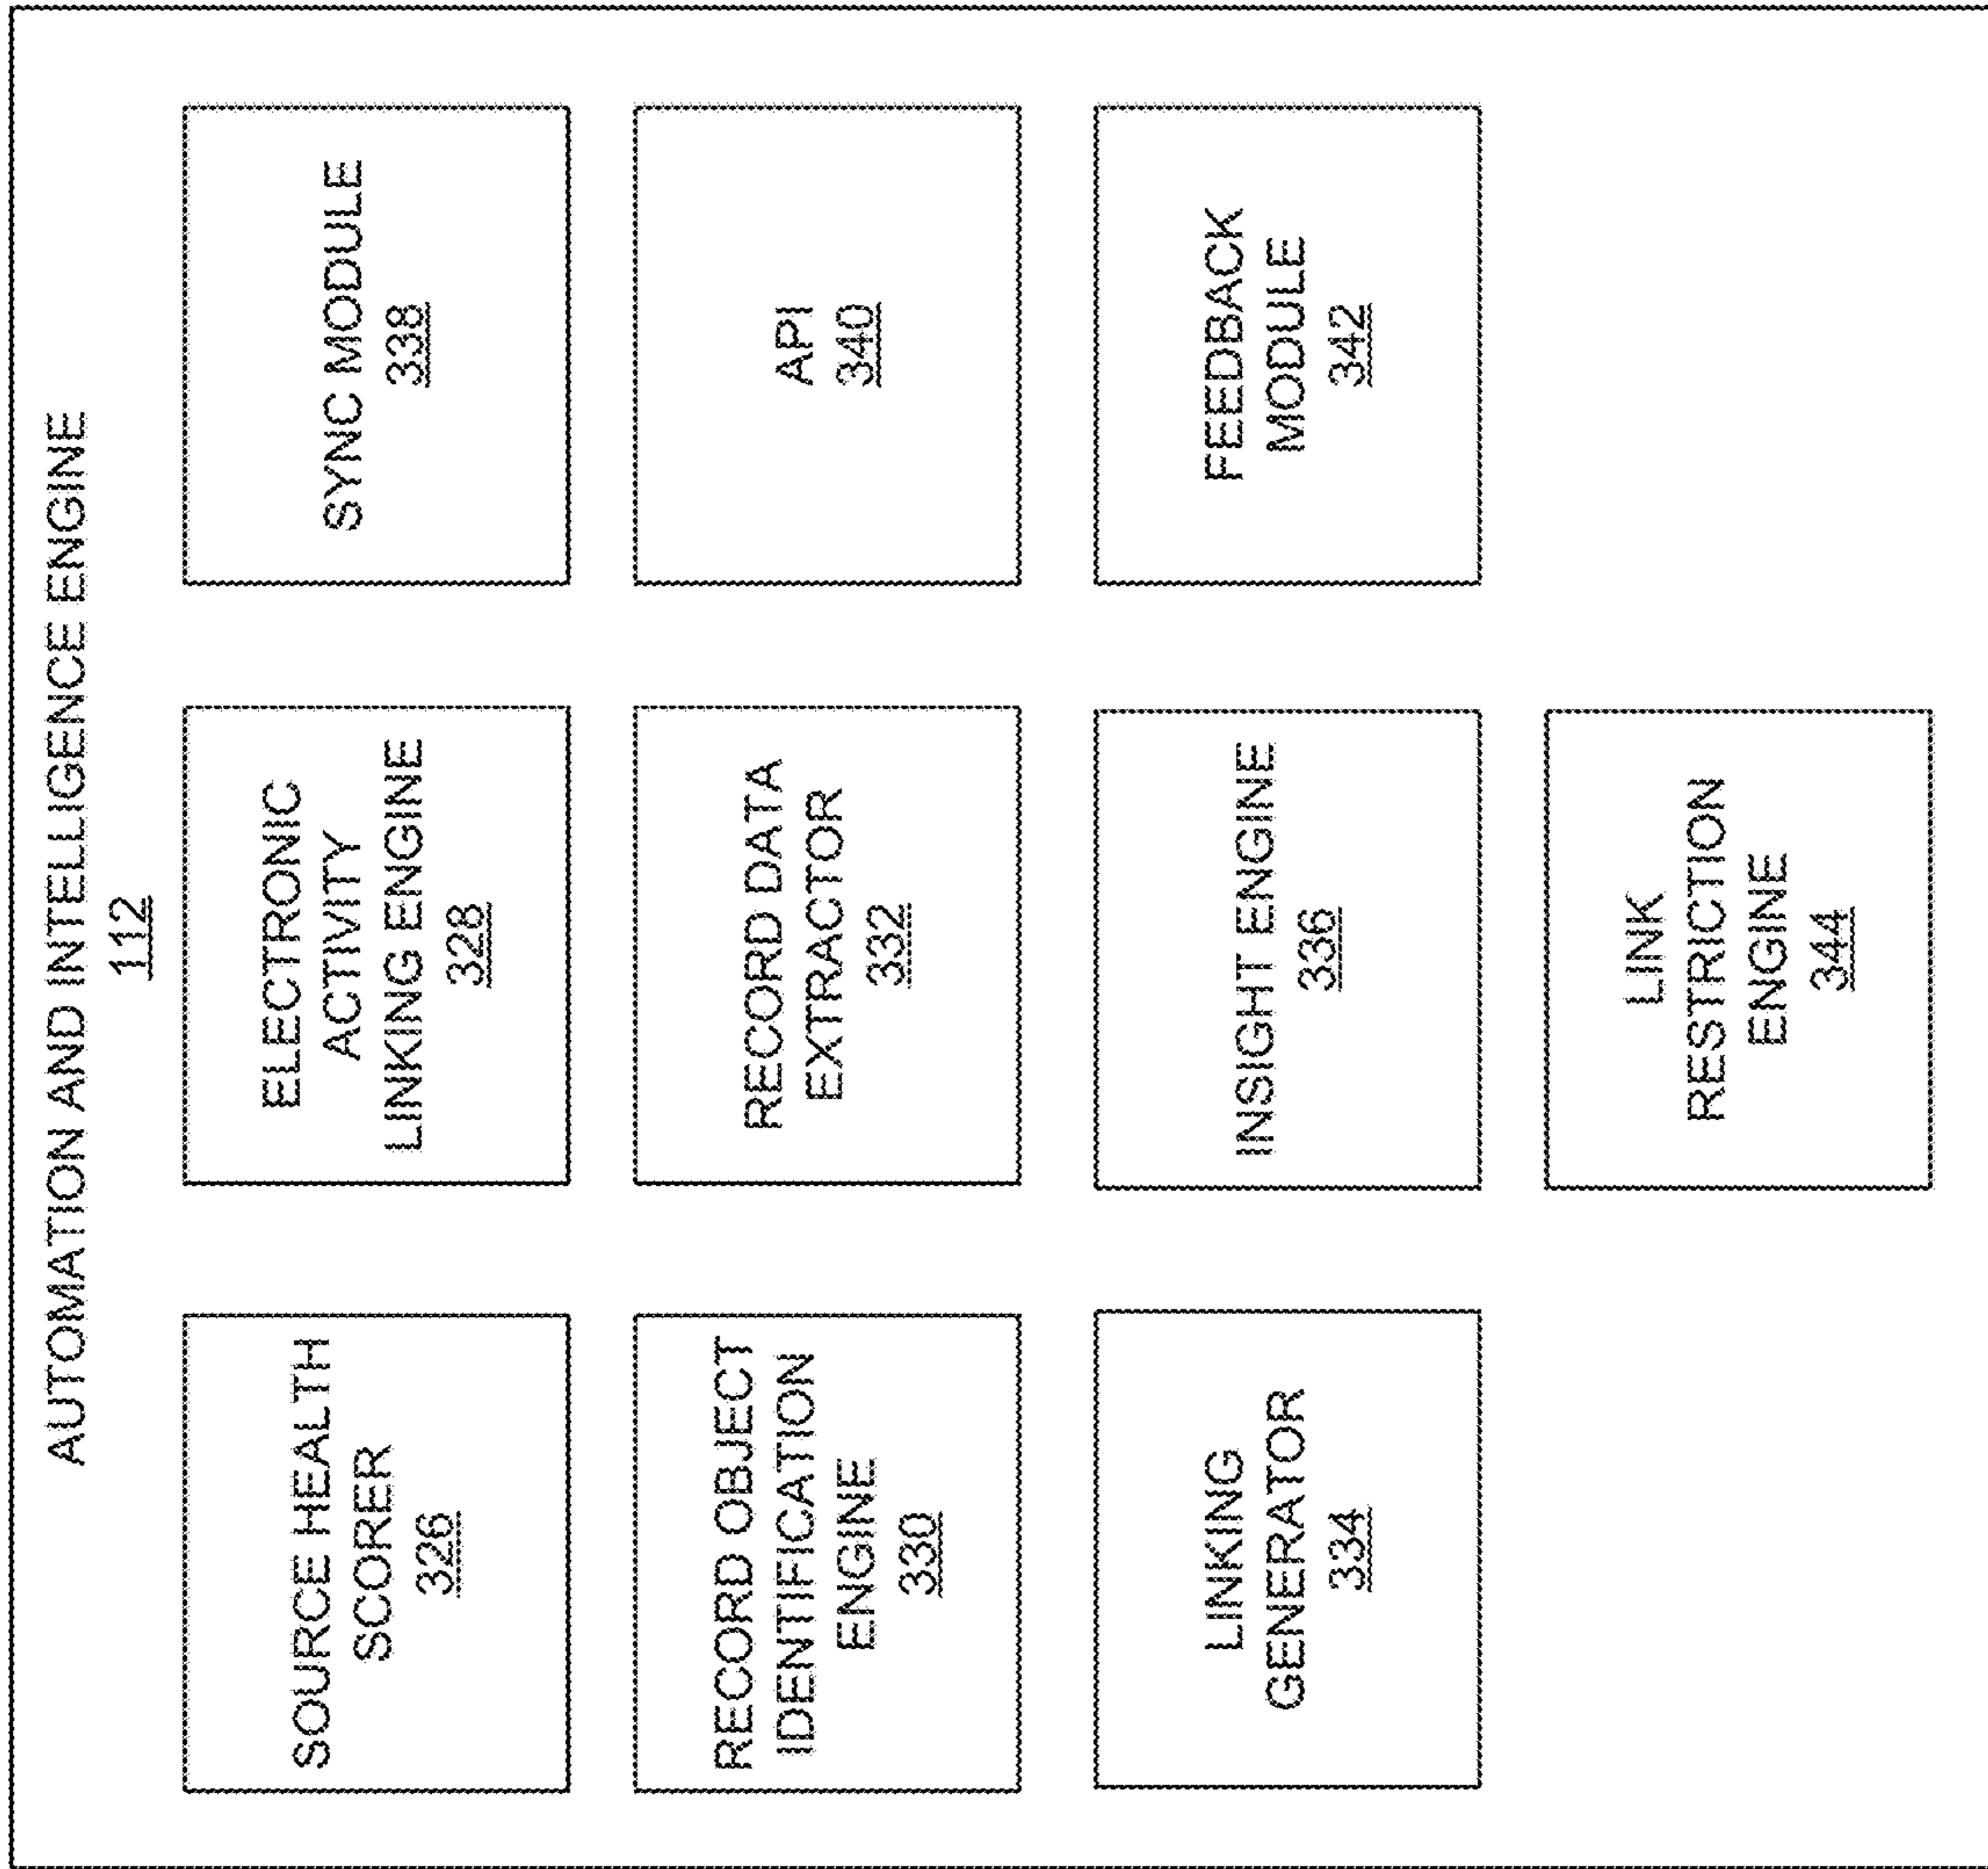 AUTOMATION AND INTELLIGENCE ENGINE
112
SOURCE HEALTH
SCORER
326
ELECTRONIC
ACTIVITY
LINKING ENGINE
328
SYNC MODULE
338
RECORD OBJECT
IDENTIFICATION
ENGINE
330
RECORD DATA
EXTRACTOR
332
API
340
LINKING
GENERATOR
334
INSIGHT ENGINE
336
FEEDBACK
MODULE
342
LINK
RESTRICTION
ENGINE
344